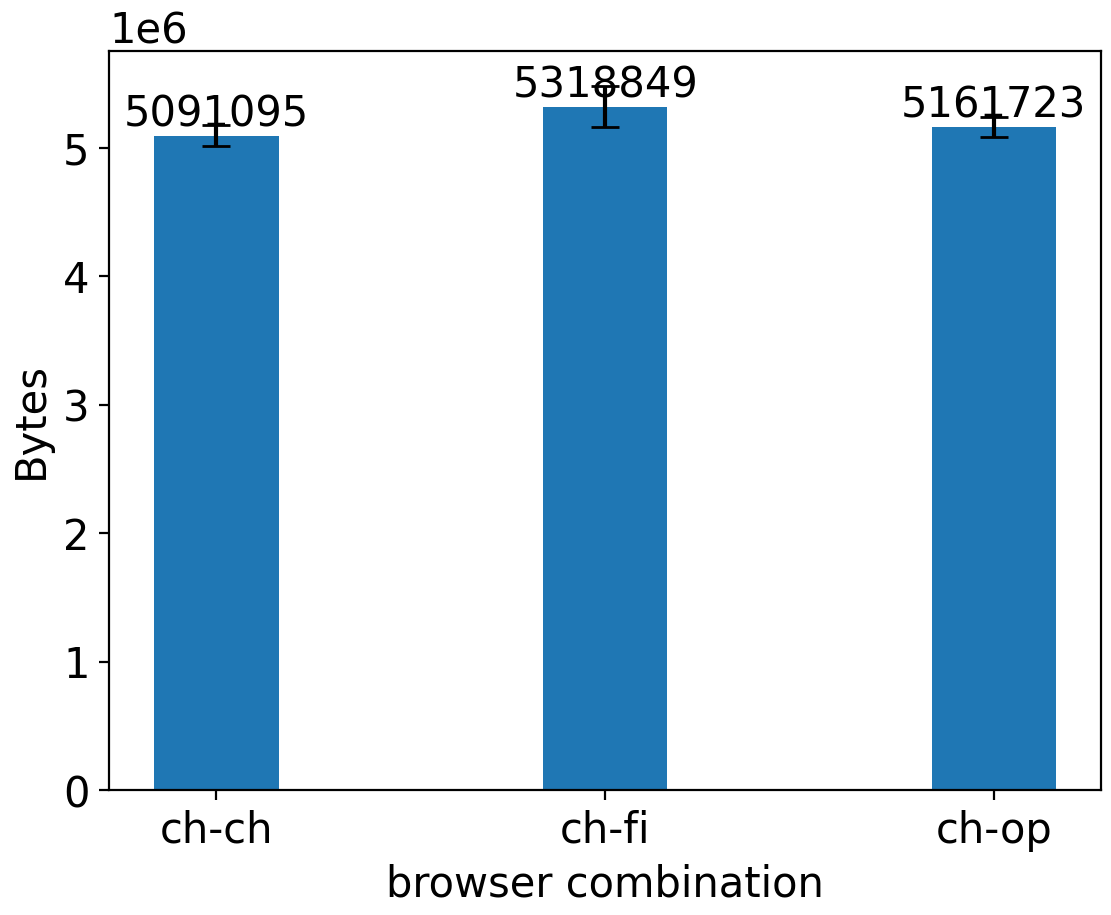 1e6
5091095
5318849
5161723
5
4
3
2
1
0
Bytes
ch-ch
ch-fi
ch-op
browser combination